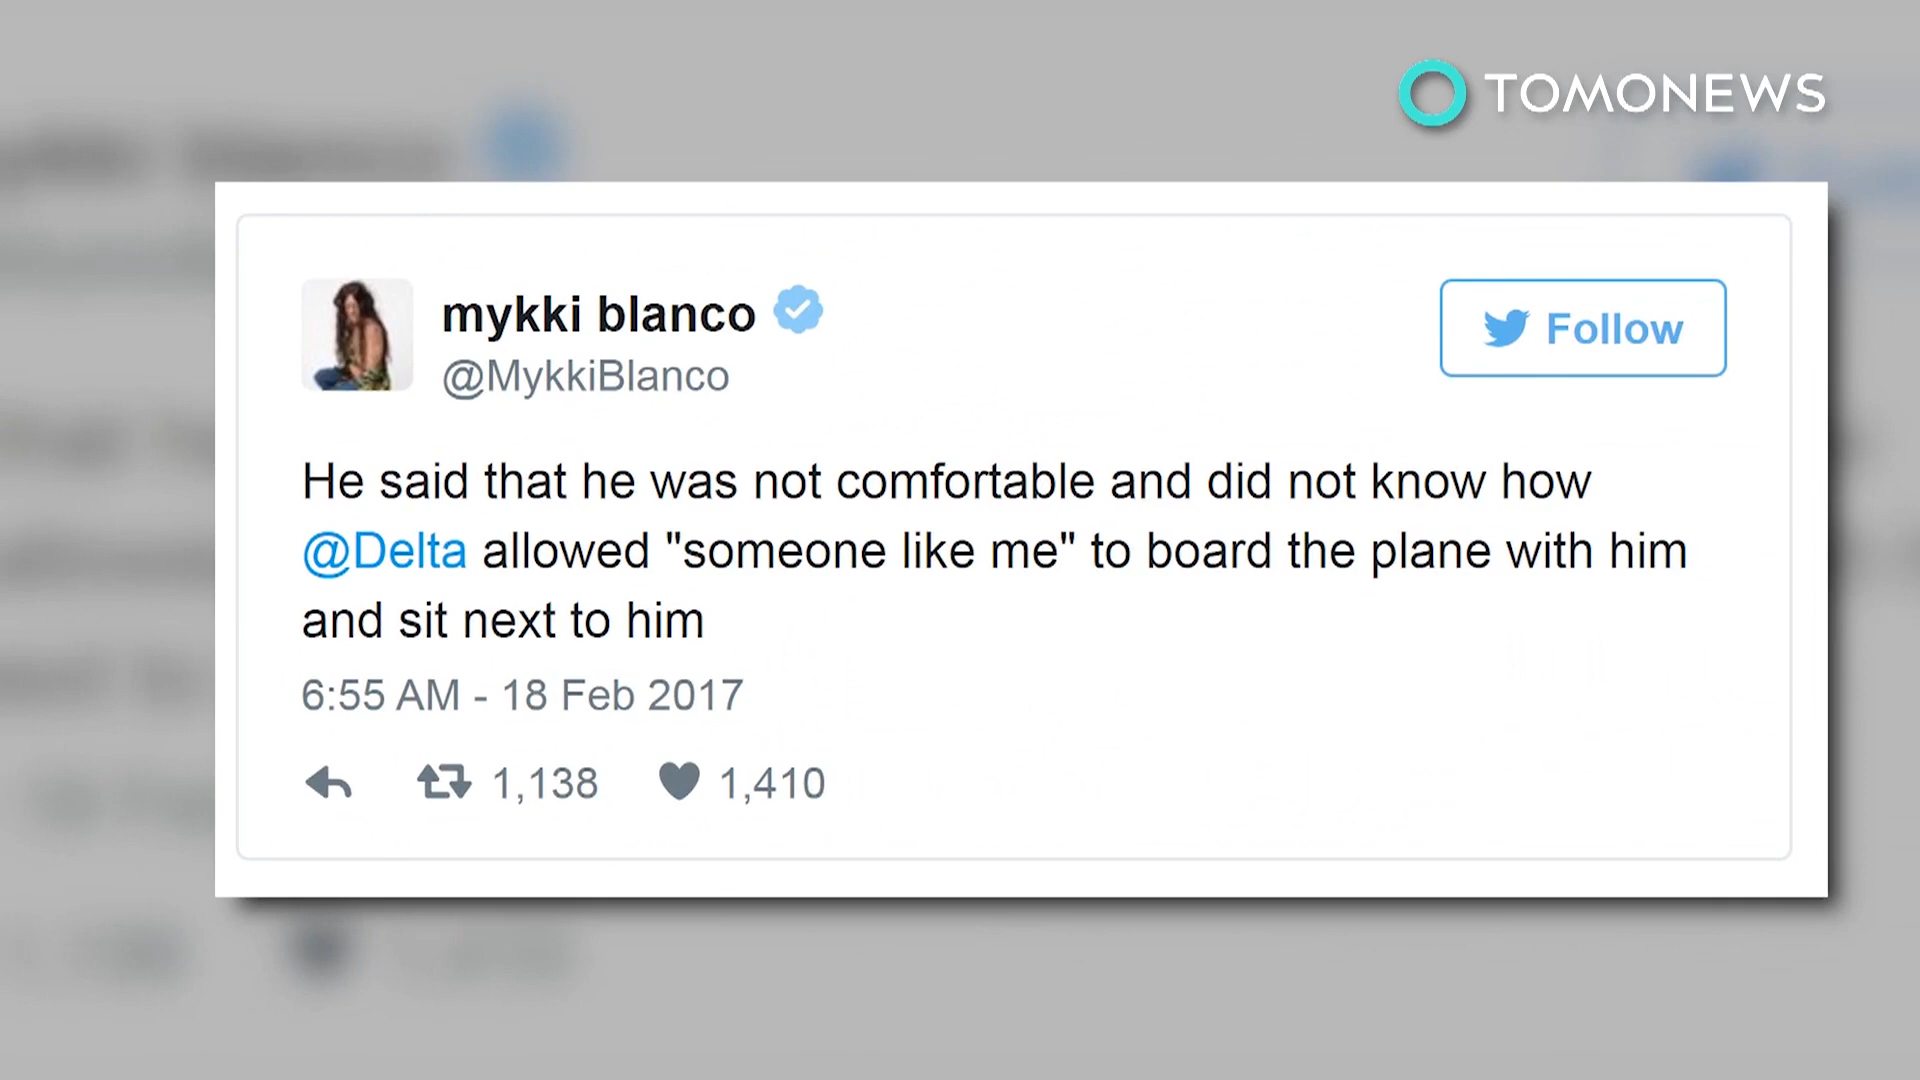 TOMONEWS
mykki blanco
@MykkiBlanco
Follow
He said that he was not comfortable and did not know how
@Delta allowed "someone like me" to board the plane with him
and sit next to him
6:55 AM - 18 Feb 2017
1,138 1,410